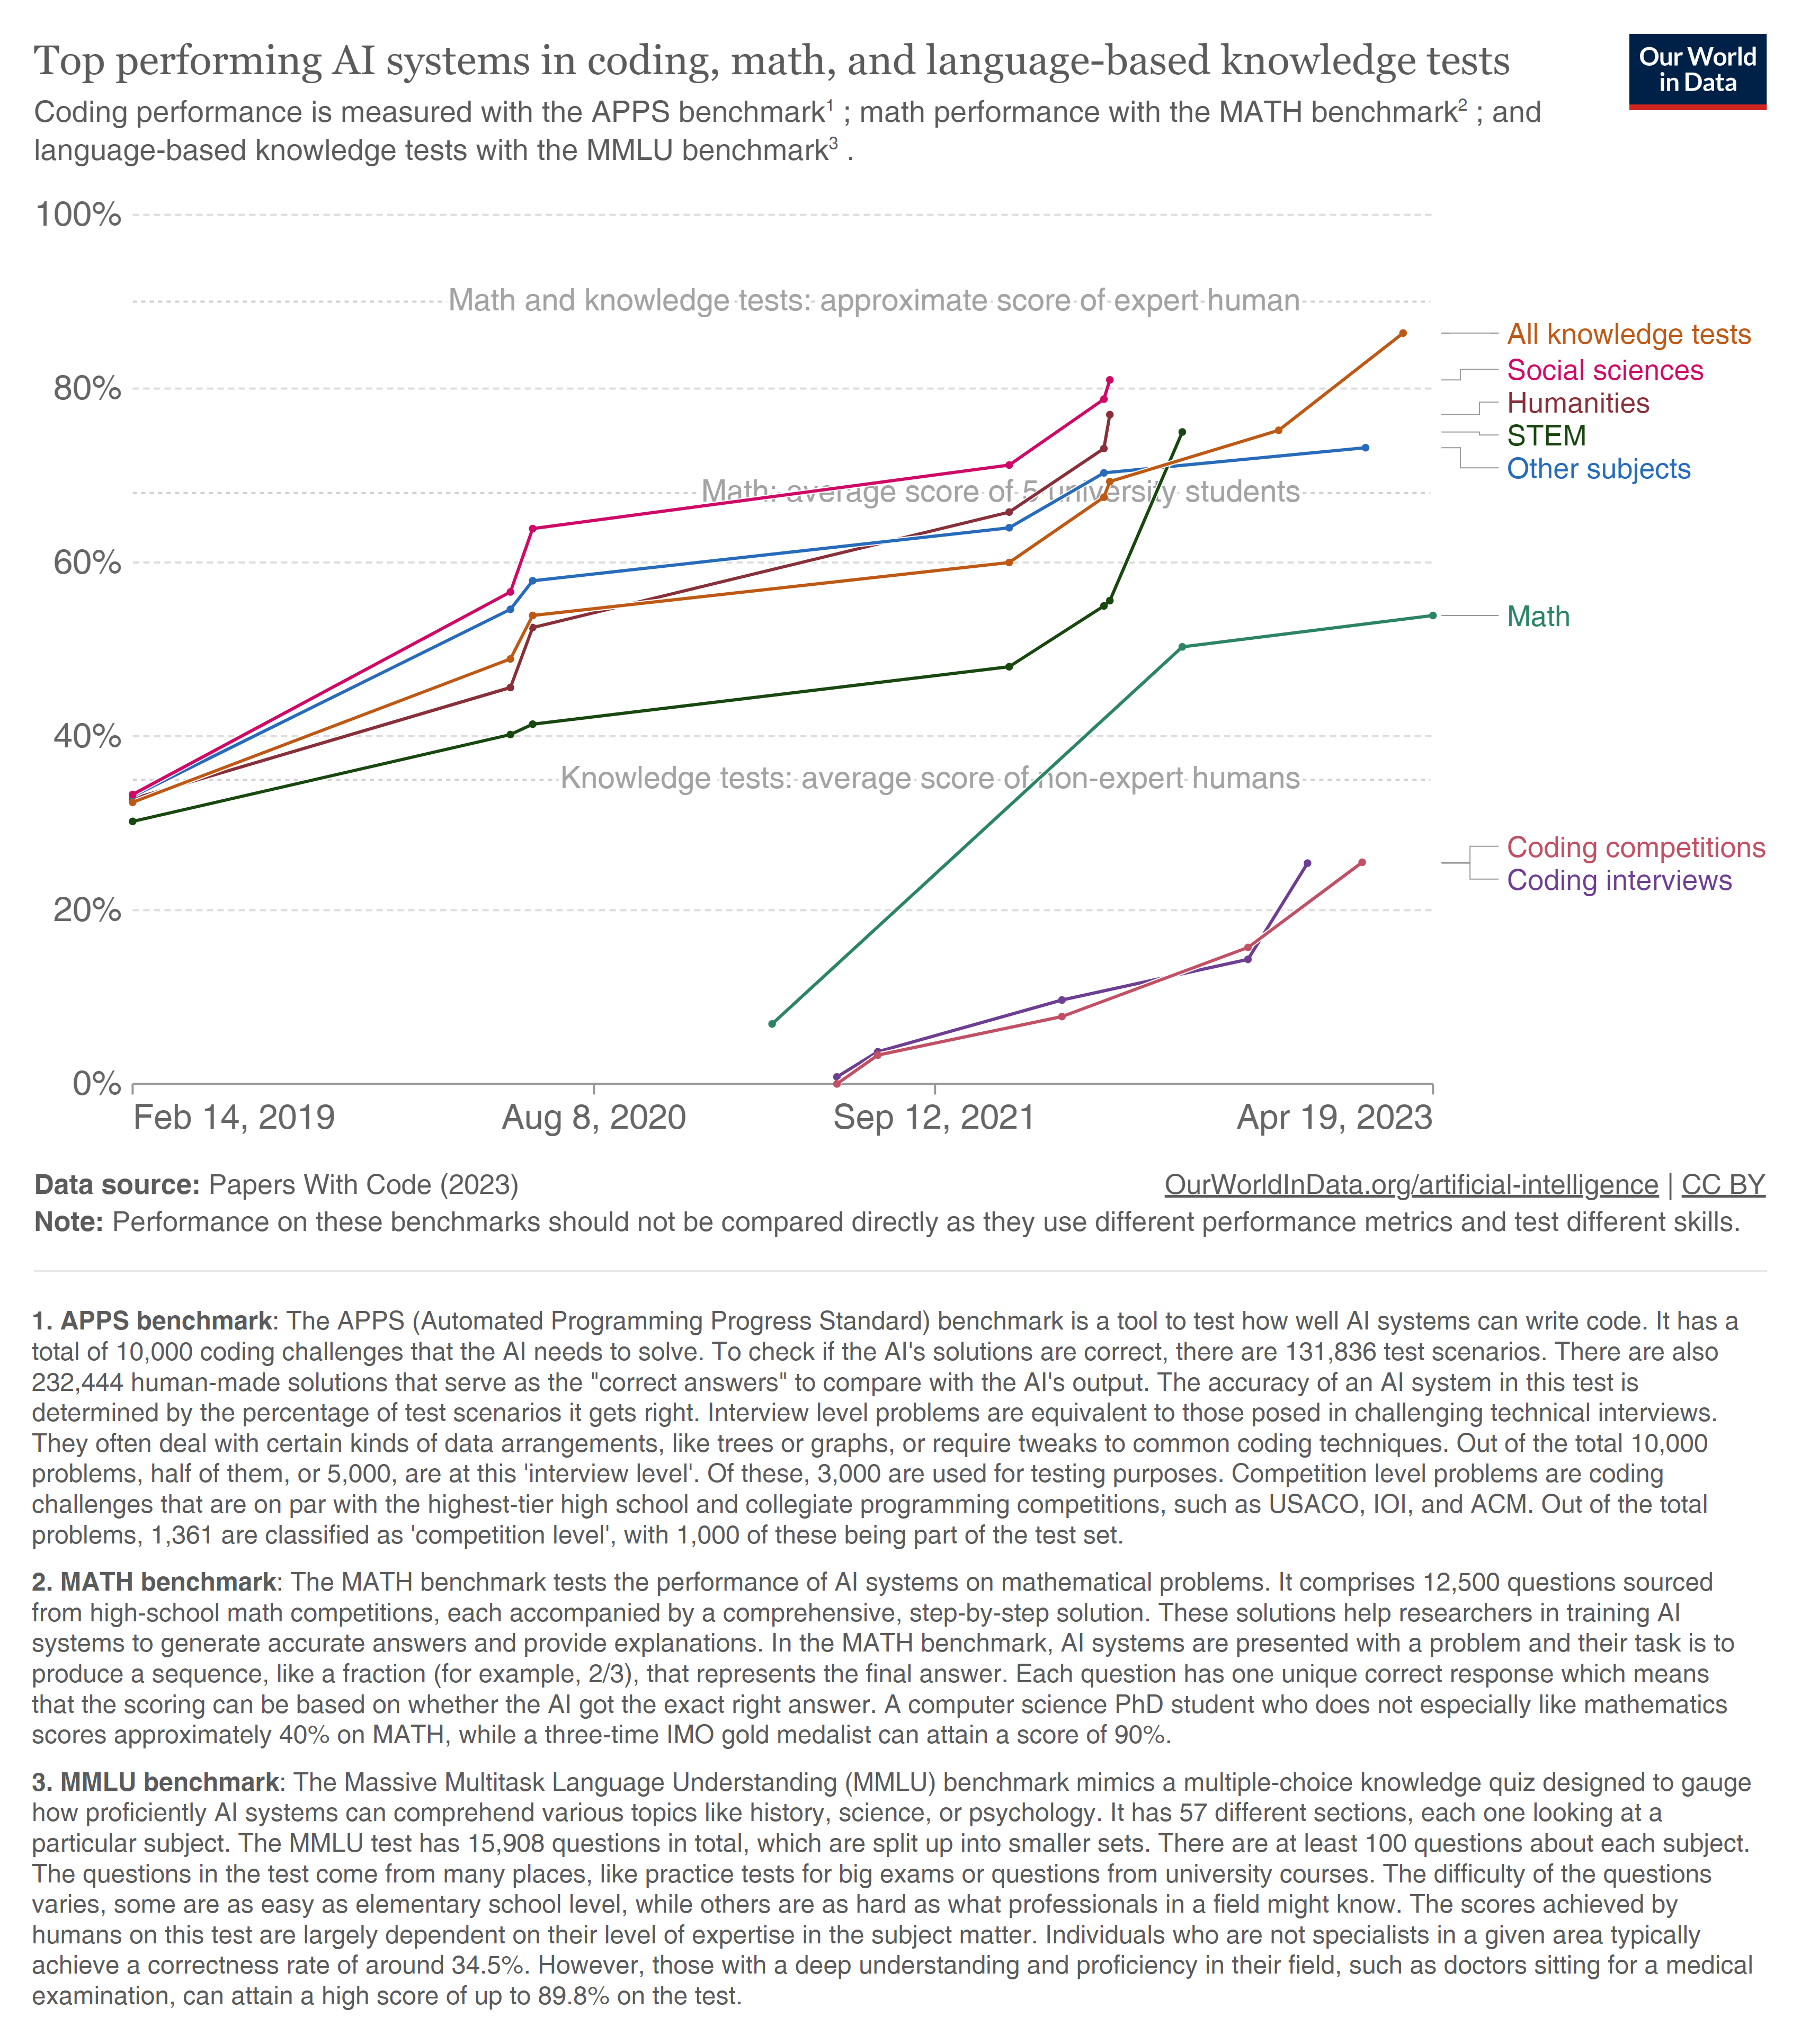 Top performing AI systems in coding, math, and language-based knowledge tests
Our World
in Data
Coding performance is measured with the APPS benchmark¹ ; math performance with the MATH benchmark² ; and
language-based knowledge tests with the MMLU benchmark³ .
100%
Math and knowledge tests: approximate score of expert human
All knowledge tests
Social sciences
80%
Humanities
STEM
Other subjects
Math: average score of 5 university students
60%
Math
40%
Knowledge tests: average score of non-expert humans
Coding competitions
Coding interviews
20%
0%
Feb 14, 2019
Aug 8, 2020
Sep 12, 2021
Apr 19, 2023
Data source: Papers With Code (2023)
OurWorldInData.org/artificial-intelligence | CC BY
Note: Performance on these benchmarks should not be compared directly as they use different performance metrics and test different skills.
1. APPS benchmark: The APPS (Automated Programming Progress Standard) benchmark is a tool to test how well AI systems can write code. It has a
total of 10,000 coding challenges that the AI needs to solve. To check if the AI's solutions are correct, there are 131,836 test scenarios. There are also
232,444 human-made solutions that serve as the "correct answers" to compare with the AI's output. The accuracy of an AI system in this test is
determined by the percentage of test scenarios it gets right. Interview level problems are equivalent to those posed in challenging technical interviews.
They often deal with certain kinds of data arrangements, like trees or graphs, or require tweaks to common coding techniques. Out of the total 10,000
problems, half of them, or 5,000, are at this 'interview level'. Of these, 3,000 are used for testing purposes. Competition level problems are coding
challenges that are on par with the highest-tier high school and collegiate programming competitions, such as USACO, IOI, and ACM. Out of the total
problems, 1,361 are classified as 'competition level', with 1,000 of these being part of the test set.
2. MATH benchmark: The MATH benchmark tests the performance of AI systems on mathematical problems. It comprises 12,500 questions sourced
from high-school math competitions, each accompanied by a comprehensive, step-by-step solution. These solutions help researchers in training AI
systems to generate accurate answers and provide explanations. In the MATH benchmark, AI systems are presented with a problem and their task is to
produce a sequence, like a fraction (for example, 2/3), that represents the final answer. Each question has one unique correct response which means
that the scoring can be based on whether the AI got the exact right answer. A computer science PhD student who does not especially like mathematics
scores approximately 40% on MATH, while a three-time IMO gold medalist can attain a score of 90%.
3. MMLU benchmark: The Massive Multitask Language Understanding (MMLU) benchmark mimics a multiple-choice knowledge quiz designed to gauge
how proficiently AI systems can comprehend various topics like history, science, or psychology. It has 57 different sections, each one looking at a
particular subject. The MMLU test has 15,908 questions in total, which are split up into smaller sets. There are at least 100 questions about each subject.
The questions in the test come from many places, like practice tests for big exams or questions from university courses. The difficulty of the questions
varies, some are as easy as elementary school level, while others are as hard as what professionals in a field might know. The scores achieved by
humans on this test are largely dependent on their level of expertise in the subject matter. Individuals who are not specialists in a given area typically
achieve a correctness rate of around 34.5%. However, those with a deep understanding and proficiency in their field, such as doctors sitting for a medical
examination, can attain a high score of up to 89.8% on the test.